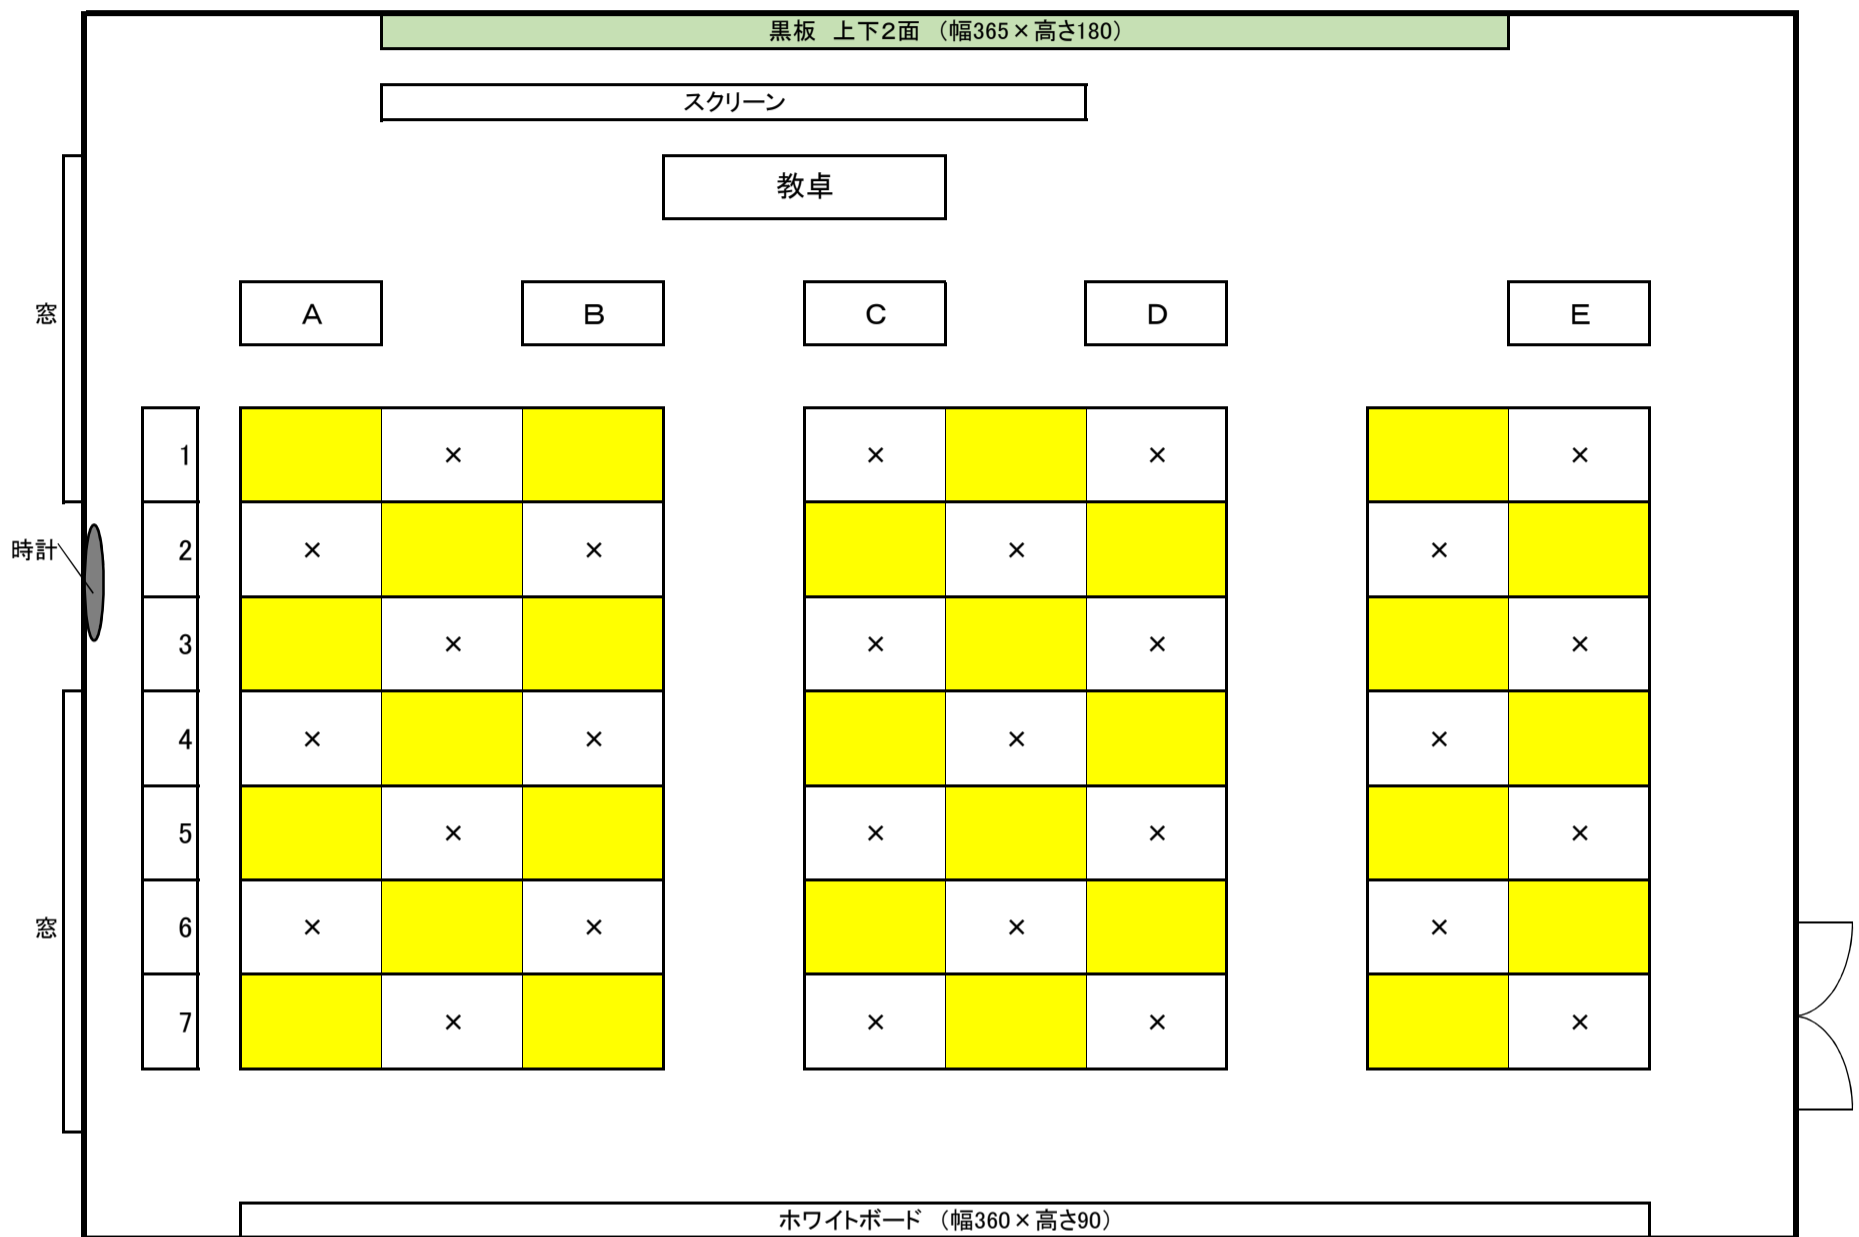 黒板　上下２面　（幅365×高さ180）
スクリーン
教卓
窓
A B C D E
1 × × × ×
時計
2 × × × ×
3 × × × ×
4 × × × ×
5 × × × ×
窓
6 × × × ×
7 × × × ×
ホワイトボード　（幅360×高さ90）